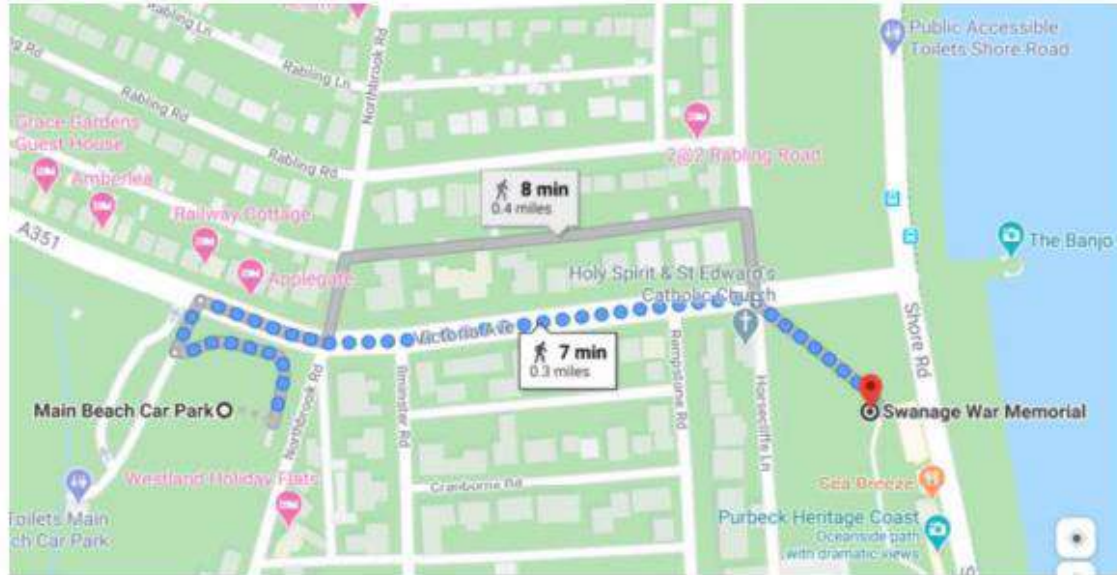 Rabling Ln
Rabling Ln
Northbrook Rd
Public Accessible
Toilets Shore Road
Rabling Rd
Grace Gardens
Guest House
Rabling Rd
2@2 Rabling Road
Amberlea
8 min
0.4 miles
Railway Cottage
A351
The Banjo
Applegate
Holy Spirit & St Edward's
Catholic Church
Victoria Ave
Shore Rd
7 min
0.3 miles
Main Beach Car Park
Northbrook Rd
Ilminster Rd
Rempstone Rd
Horsecliffe Ln
Swanage War Memorial
Westland Holiday Flats
Cranborne Rd
Sea Breeze
Toilets Main
ch Car Park
Purbeck Heritage Coast
Oceanside path
with dramatic views